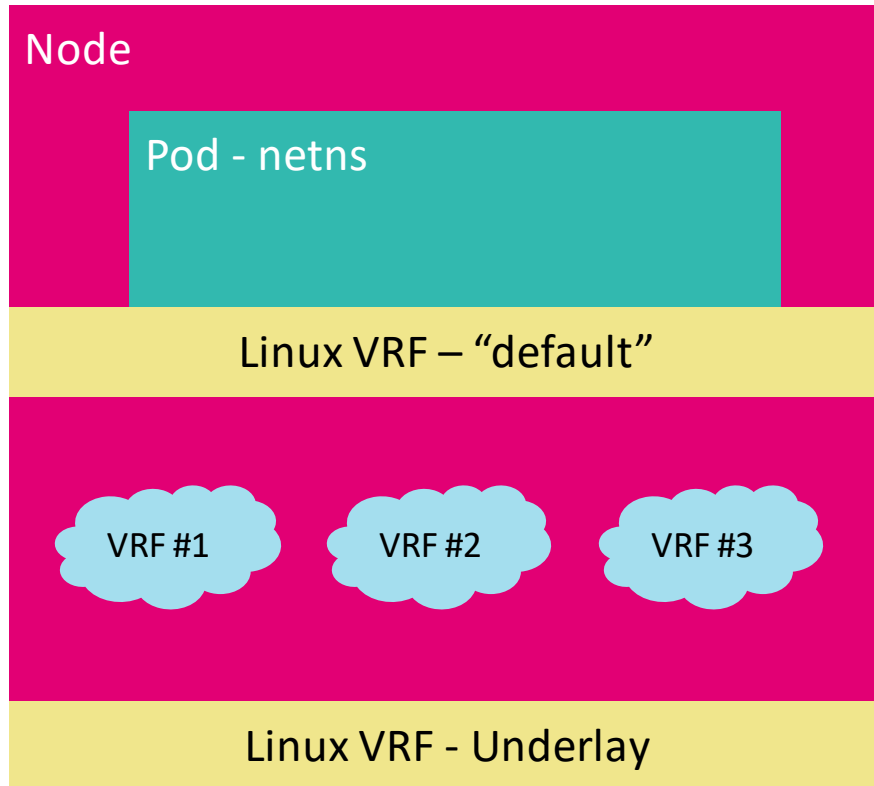 Node
Pod - netns
Linux VRF – “default”
VRF #1
VRF #2
VRF #3
Linux VRF - Underlay